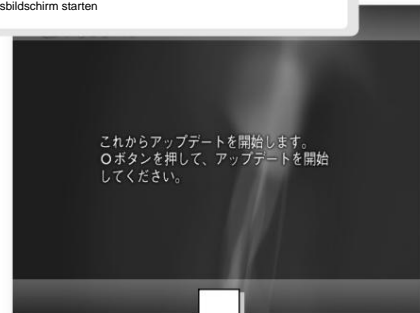 sbildschirm starten
これからアップデートを開始します。
○ボタンを押して、アップデートを開始
してください。